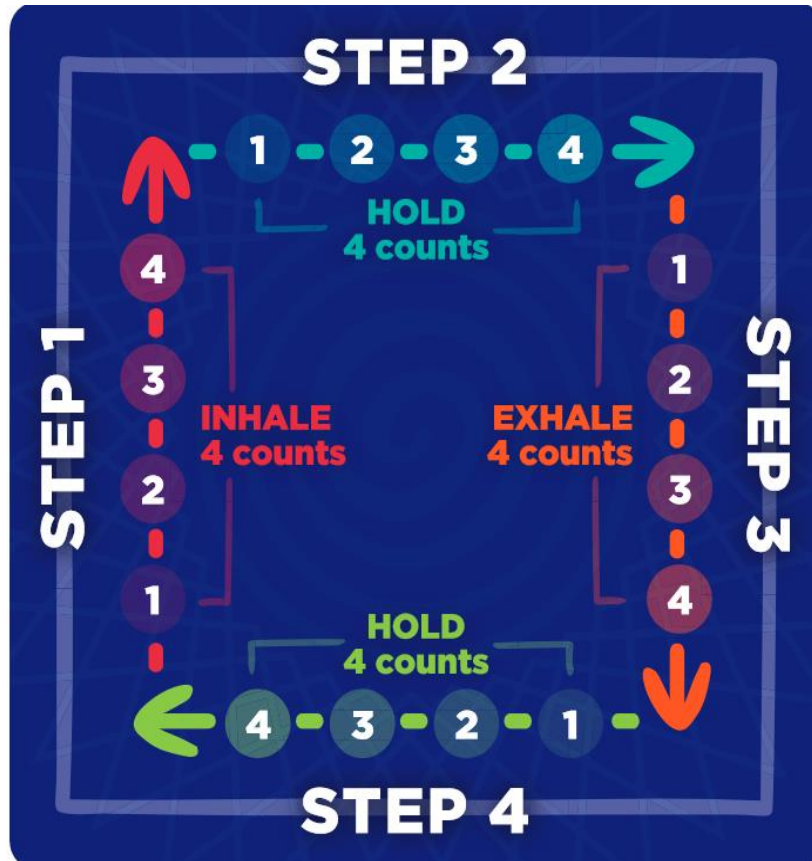 STEP 1
1
2
3
4
INHALE
4 counts
STEP 2
1 2 3 4
HOLD
4 counts
STEP 3
1
2
3
4
EXHALE
4 counts
STEP 4
HOLD
4 counts
4 3 2 1